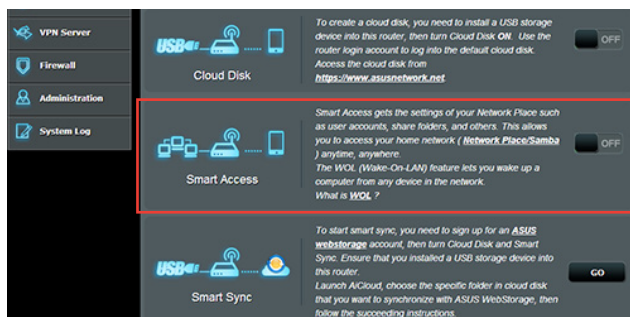 VPN Server
Firewall
Administration
System Log
USB
Cloud Disk
To create a cloud disk, you need to install a USB storage
device into this router, then turn Cloud Disk ON. Use the
router login account to log into the default cloud disk.
Access the cloud disk from
https://www.asusnetwork.net.
OFF
Smart Access
Smart Access gets the settings of your Network Place such
as user accounts, share folders, and others. This allows
you to access your home network ( Network Place/Samba
) anytime, anywhere.
The WOL (Wake-On-LAN) feature lets you wake up a
computer from any device in the network.
What is WOL ?
OFF
USB
Smart Sync
To start smart sync, you need to sign up for an ASUS
webstorage account, then turn Cloud Disk and Smart
Sync. Ensure that you installed a USB storage device into
this router.
Launch AiCloud, choose the specific folder in cloud disk
that you want to synchronize with ASUS WebStorage, then
follow the succeeding instructions.
GO